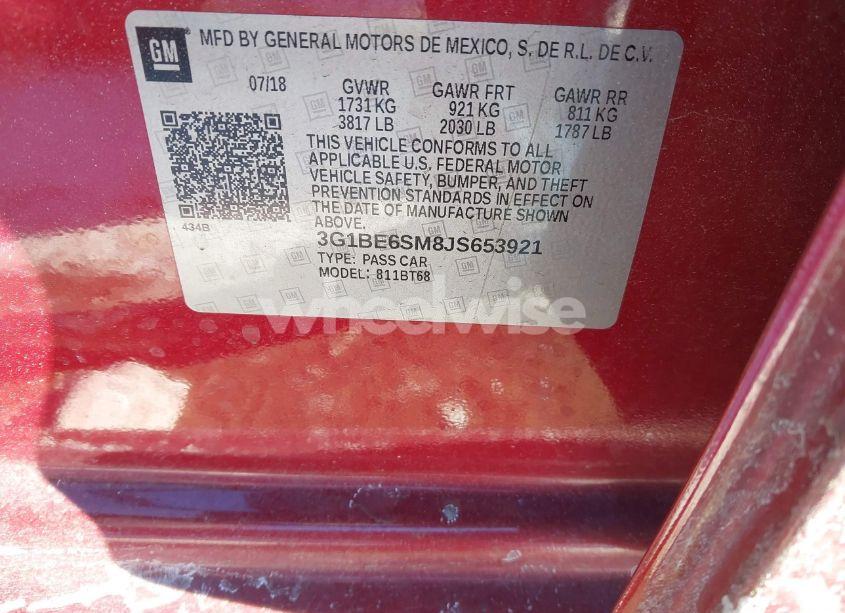 GM MFD BY GENERAL MOTORS DE MEXICO, S. DE R.L. DE C.V.
07/18 GVWR GAWR FRT GAWR RR
1731 KG 921 KG 811 KG
3817 LB 2030 LB 1787 LB
THIS VEHICLE CONFORMS TO ALL
APPLICABLE U.S. FEDERAL MOTOR
VEHICLE SAFETY, BUMPER, AND THEFT
PREVENTION STANDARDS IN EFFECT ON
THE DATE OF MANUFACTURE SHOWN
ABOVE.
434B
3G1BE6SM8JS653921
TYPE: PASS CAR
MODEL: 811BT68
wheelwise